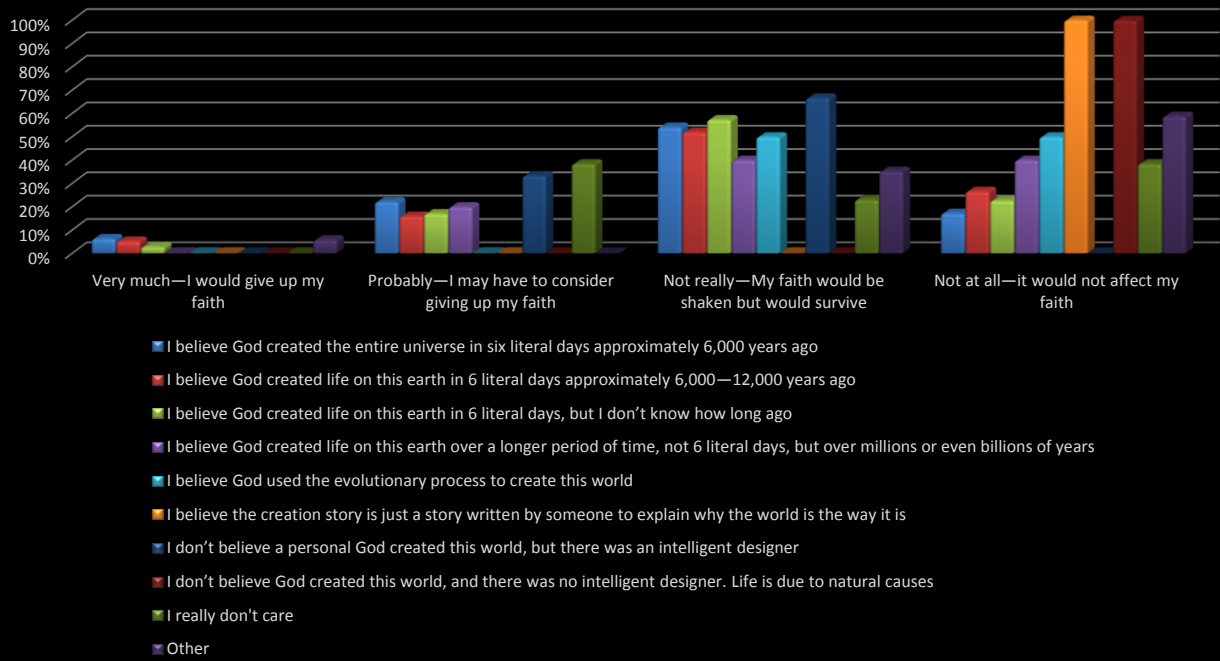 100%
90%
80%
70%
60%
50%
40%
30%
20%
10%
0%
Very much—I would give up my
faith
Probably—I may have to consider
giving up my faith
Not really—My faith would be
shaken but would survive
Not at all—it would not affect my
faith
I believe God created the entire universe in six literal days approximately 6,000 years ago
I believe God created life on this earth in 6 literal days approximately 6,000—12,000 years ago
I believe God created life on this earth in 6 literal days, but I don’t know how long ago
I believe God created life on this earth over a longer period of time, not 6 literal days, but over millions or even billions of years
I believe God used the evolutionary process to create this world
I believe the creation story is just a story written by someone to explain why the world is the way it is
I don’t believe a personal God created this world, but there was an intelligent designer
I don’t believe God created this world, and there was no intelligent designer. Life is due to natural causes
I really don't care
Other